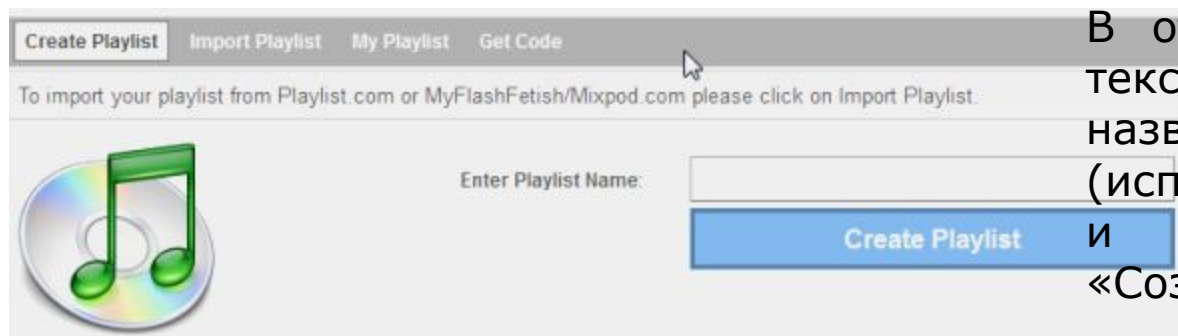 Create Playlist Import Playlist My Playlist Get Code
To import your playlist from Playlist.com or MyFlashFetish/Mixpod.com please click on Import Playlist.
Enter Playlist Name:
Create Playlist
В
и